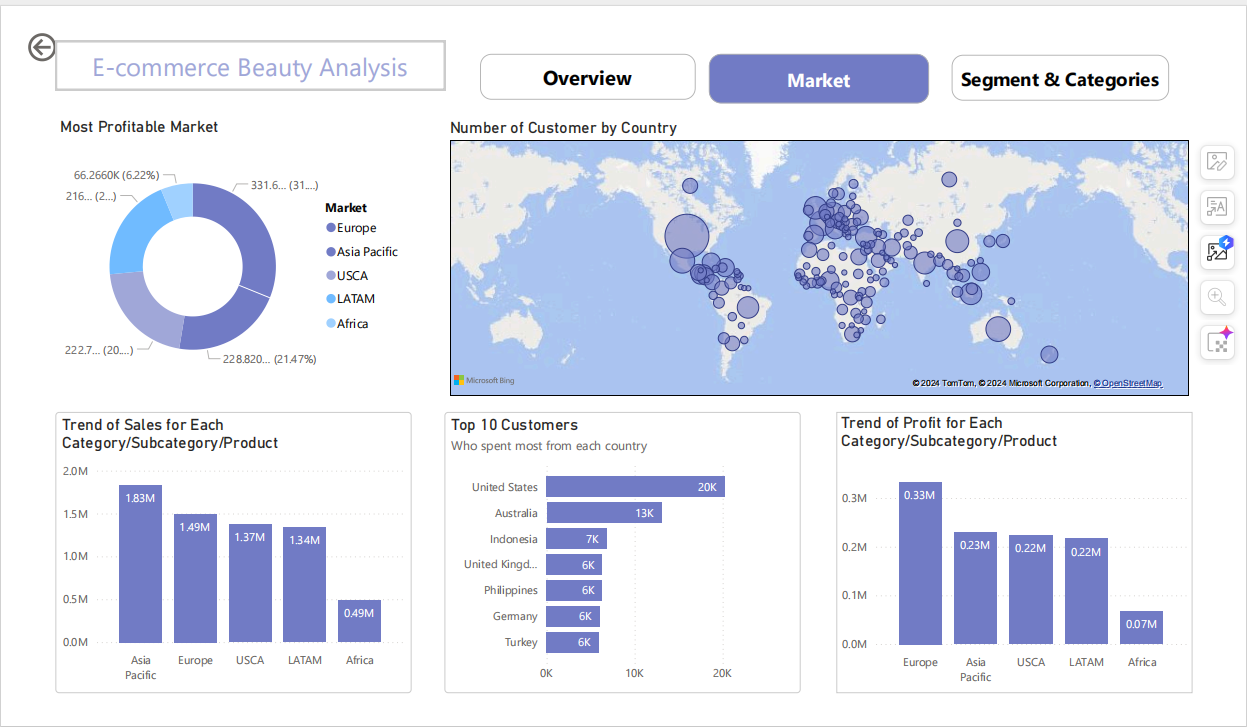 E-commerce Beauty Analysis
Overview
Market
Segment & Categories
Most Profitable Market
66.2660K (6.22%)
331.6... (31....)
216... (2...)
222.7... (20....)
228.820... (21.47%)
Market
Europe
Asia Pacific
USCA
LATAM
Africa
Number of Customer by Country
Microsoft Bing
© 2024 TomTom, © 2024 Microsoft Corporation, © OpenStreetMap
Trend of Sales for Each
Category/Subcategory/Product
2.0M
1.5M
1.0M
0.5M
0.0M
1.83M
1.49M
1.37M
1.34M
0.49M
Asia
Pacific
Europe
USCA
LATAM
Africa
Top 10 Customers
Who spent most from each country
United States
20K
Australia
13K
Indonesia
7K
United Kingd...
6K
Philippines
6K
Germany
6K
Turkey
6K
0K
10K
20K
Trend of Profit for Each
Category/Subcategory/Product
0.3M
0.2M
0.1M
0.0M
0.33M
0.23M
0.22M
0.22M
0.07M
Europe
Asia
Pacific
USCA
LATAM
Africa